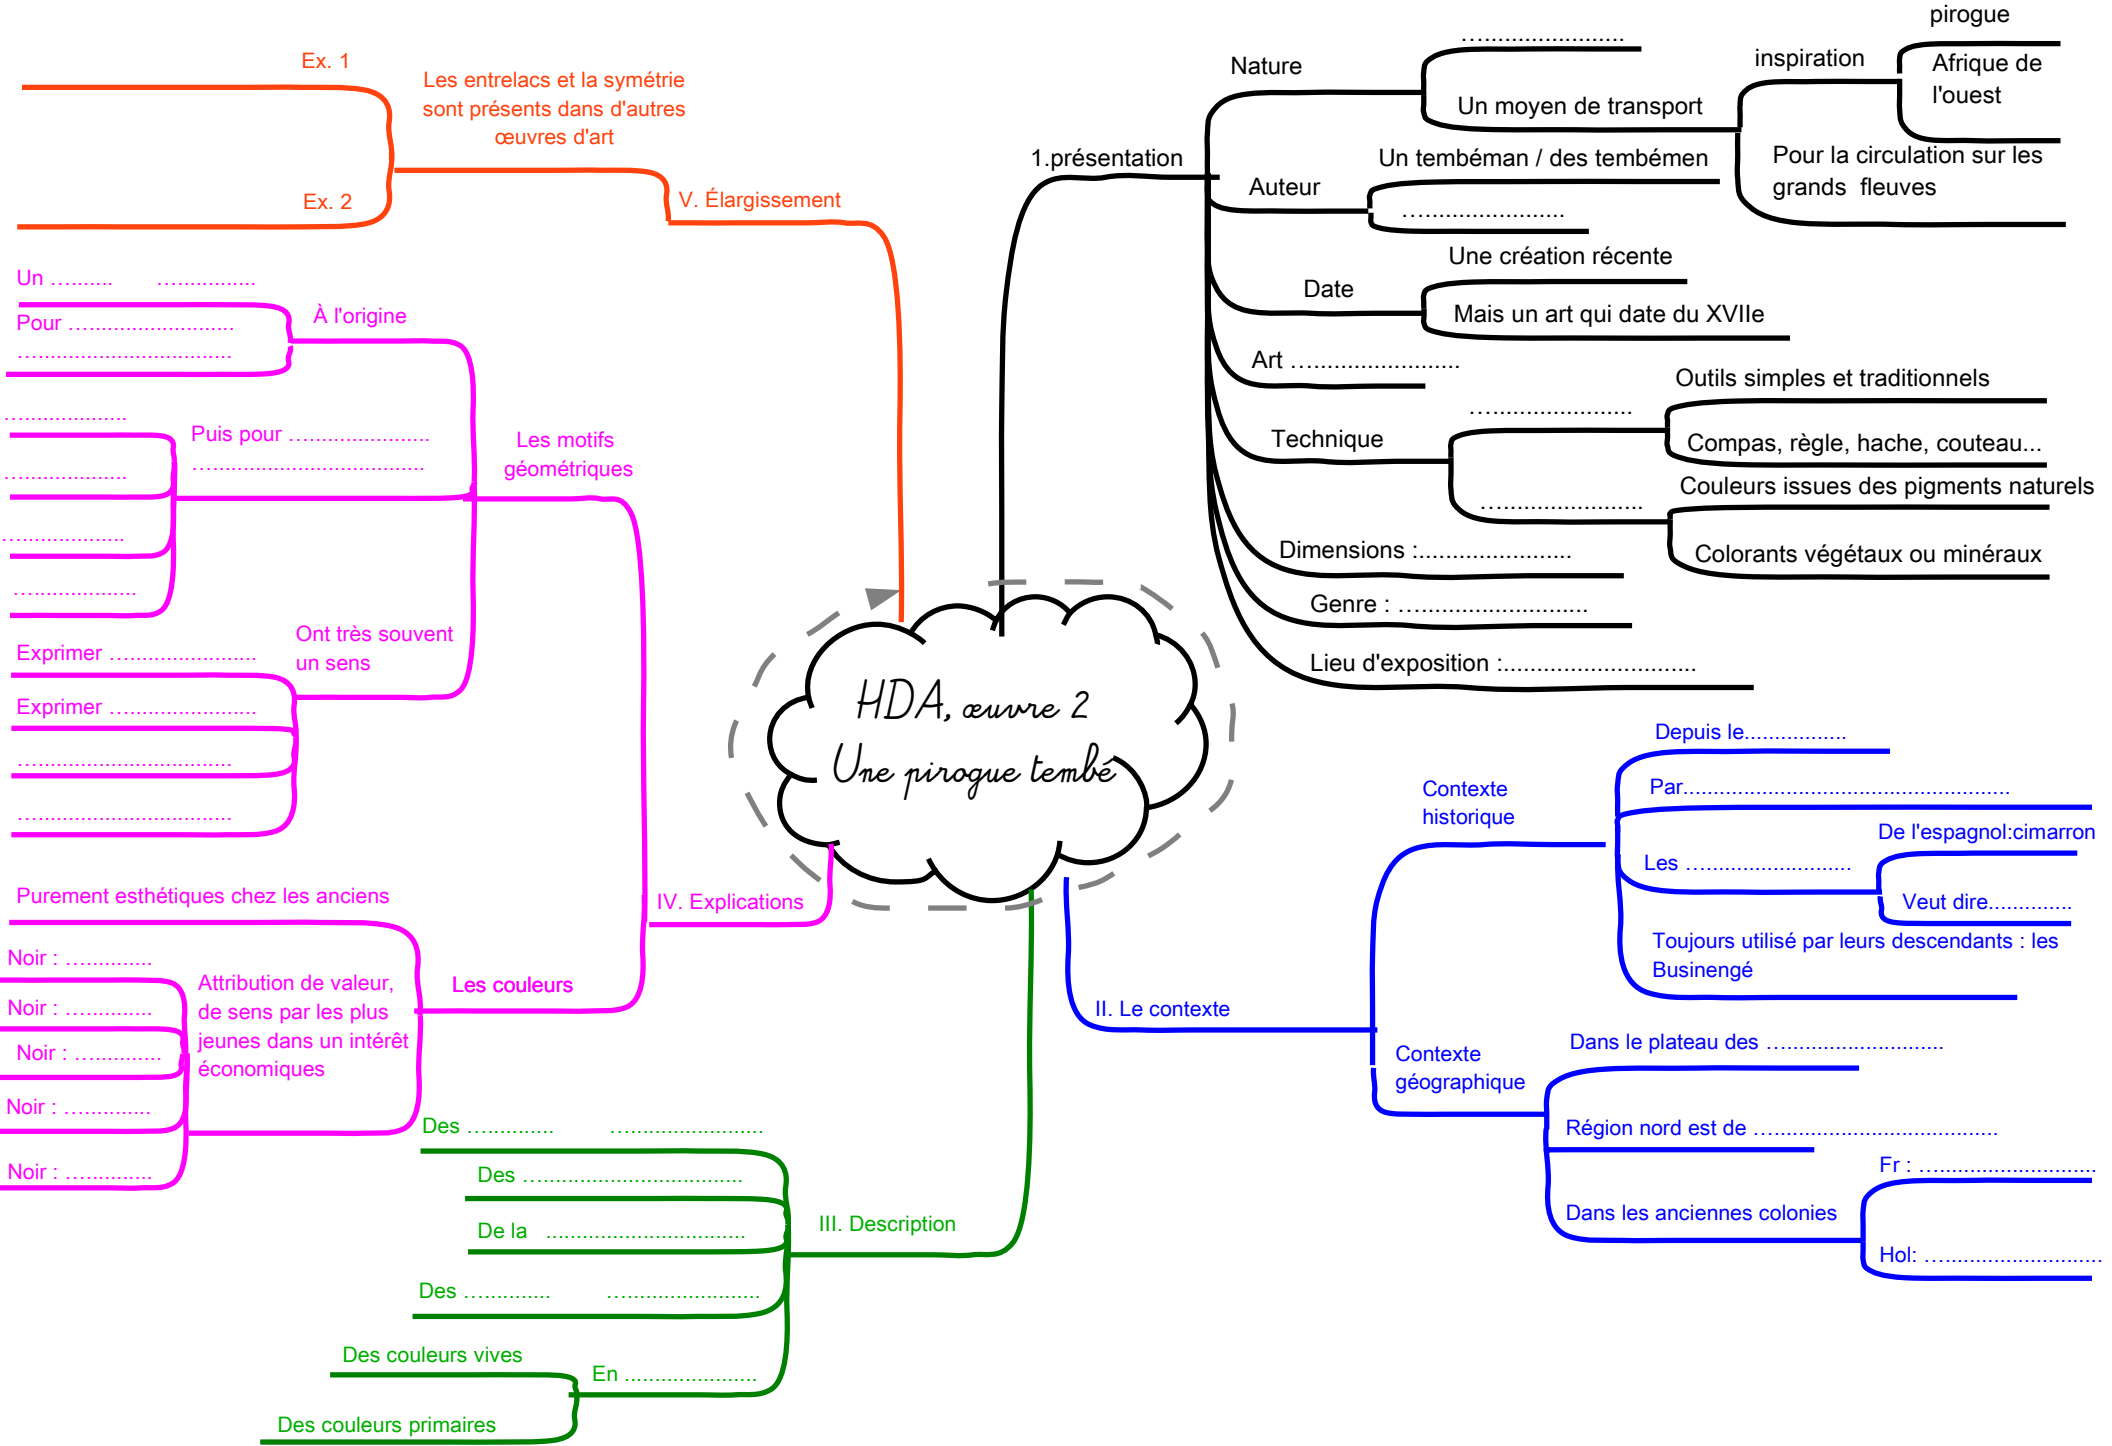 HDA, œuvre 2
Une pirogue tembé
1.présentation
Nature
…......................
Un moyen de transport
inspiration
pirogue
Afrique de
l'ouest
Pour la circulation sur les
grands fleuves
Auteur
Un tembéman / des tembémen
…......................
Date
Une création récente
Mais un art qui date du XVIIe
Art …......................
Technique
…......................
Outils simples et traditionnels
Compas, règle, hache, couteau...
…......................
Couleurs issues des pigments naturels
Colorants végétaux ou minéraux
Dimensions :.......................
Genre : …..........................
Lieu d'exposition :.............................
II. Le contexte
Contexte
historique
Depuis le.................
Par......................................................
Les ….........................
De l'espagnol:cimarron
Veut dire..............
Toujours utilisé par leurs descendants : les
Businengé
Contexte
géographique
Dans le plateau des …...........................
Région nord est de ….....................................
Dans les anciennes colonies
Fr : …..........................
Hol: …..........................
III. Description
Des …........... ….......................
Des ….................................
De la .................................
Des …........... ….......................
En ......................
Des couleurs vives
Des couleurs primaires
IV. Explications
Les motifs
géométriques
À l'origine
Un …....... ….............
Pour …........................
…................................
Puis pour …....................
…...................................
….................
….................
….................
….................
Ont très souvent
un sens
Exprimer …......................
Exprimer …......................
…................................
…................................
Les couleurs
Purement esthétiques chez les anciens
Attribution de valeur,
de sens par les plus
jeunes dans un intérêt
économiques
Noir : …...........
Noir : …...........
Noir : …...........
Noir : …...........
Noir : …...........
V. Élargissement
Les entrelacs et la symétrie
sont présents dans d'autres
œuvres d'art
Ex. 1
Ex. 2